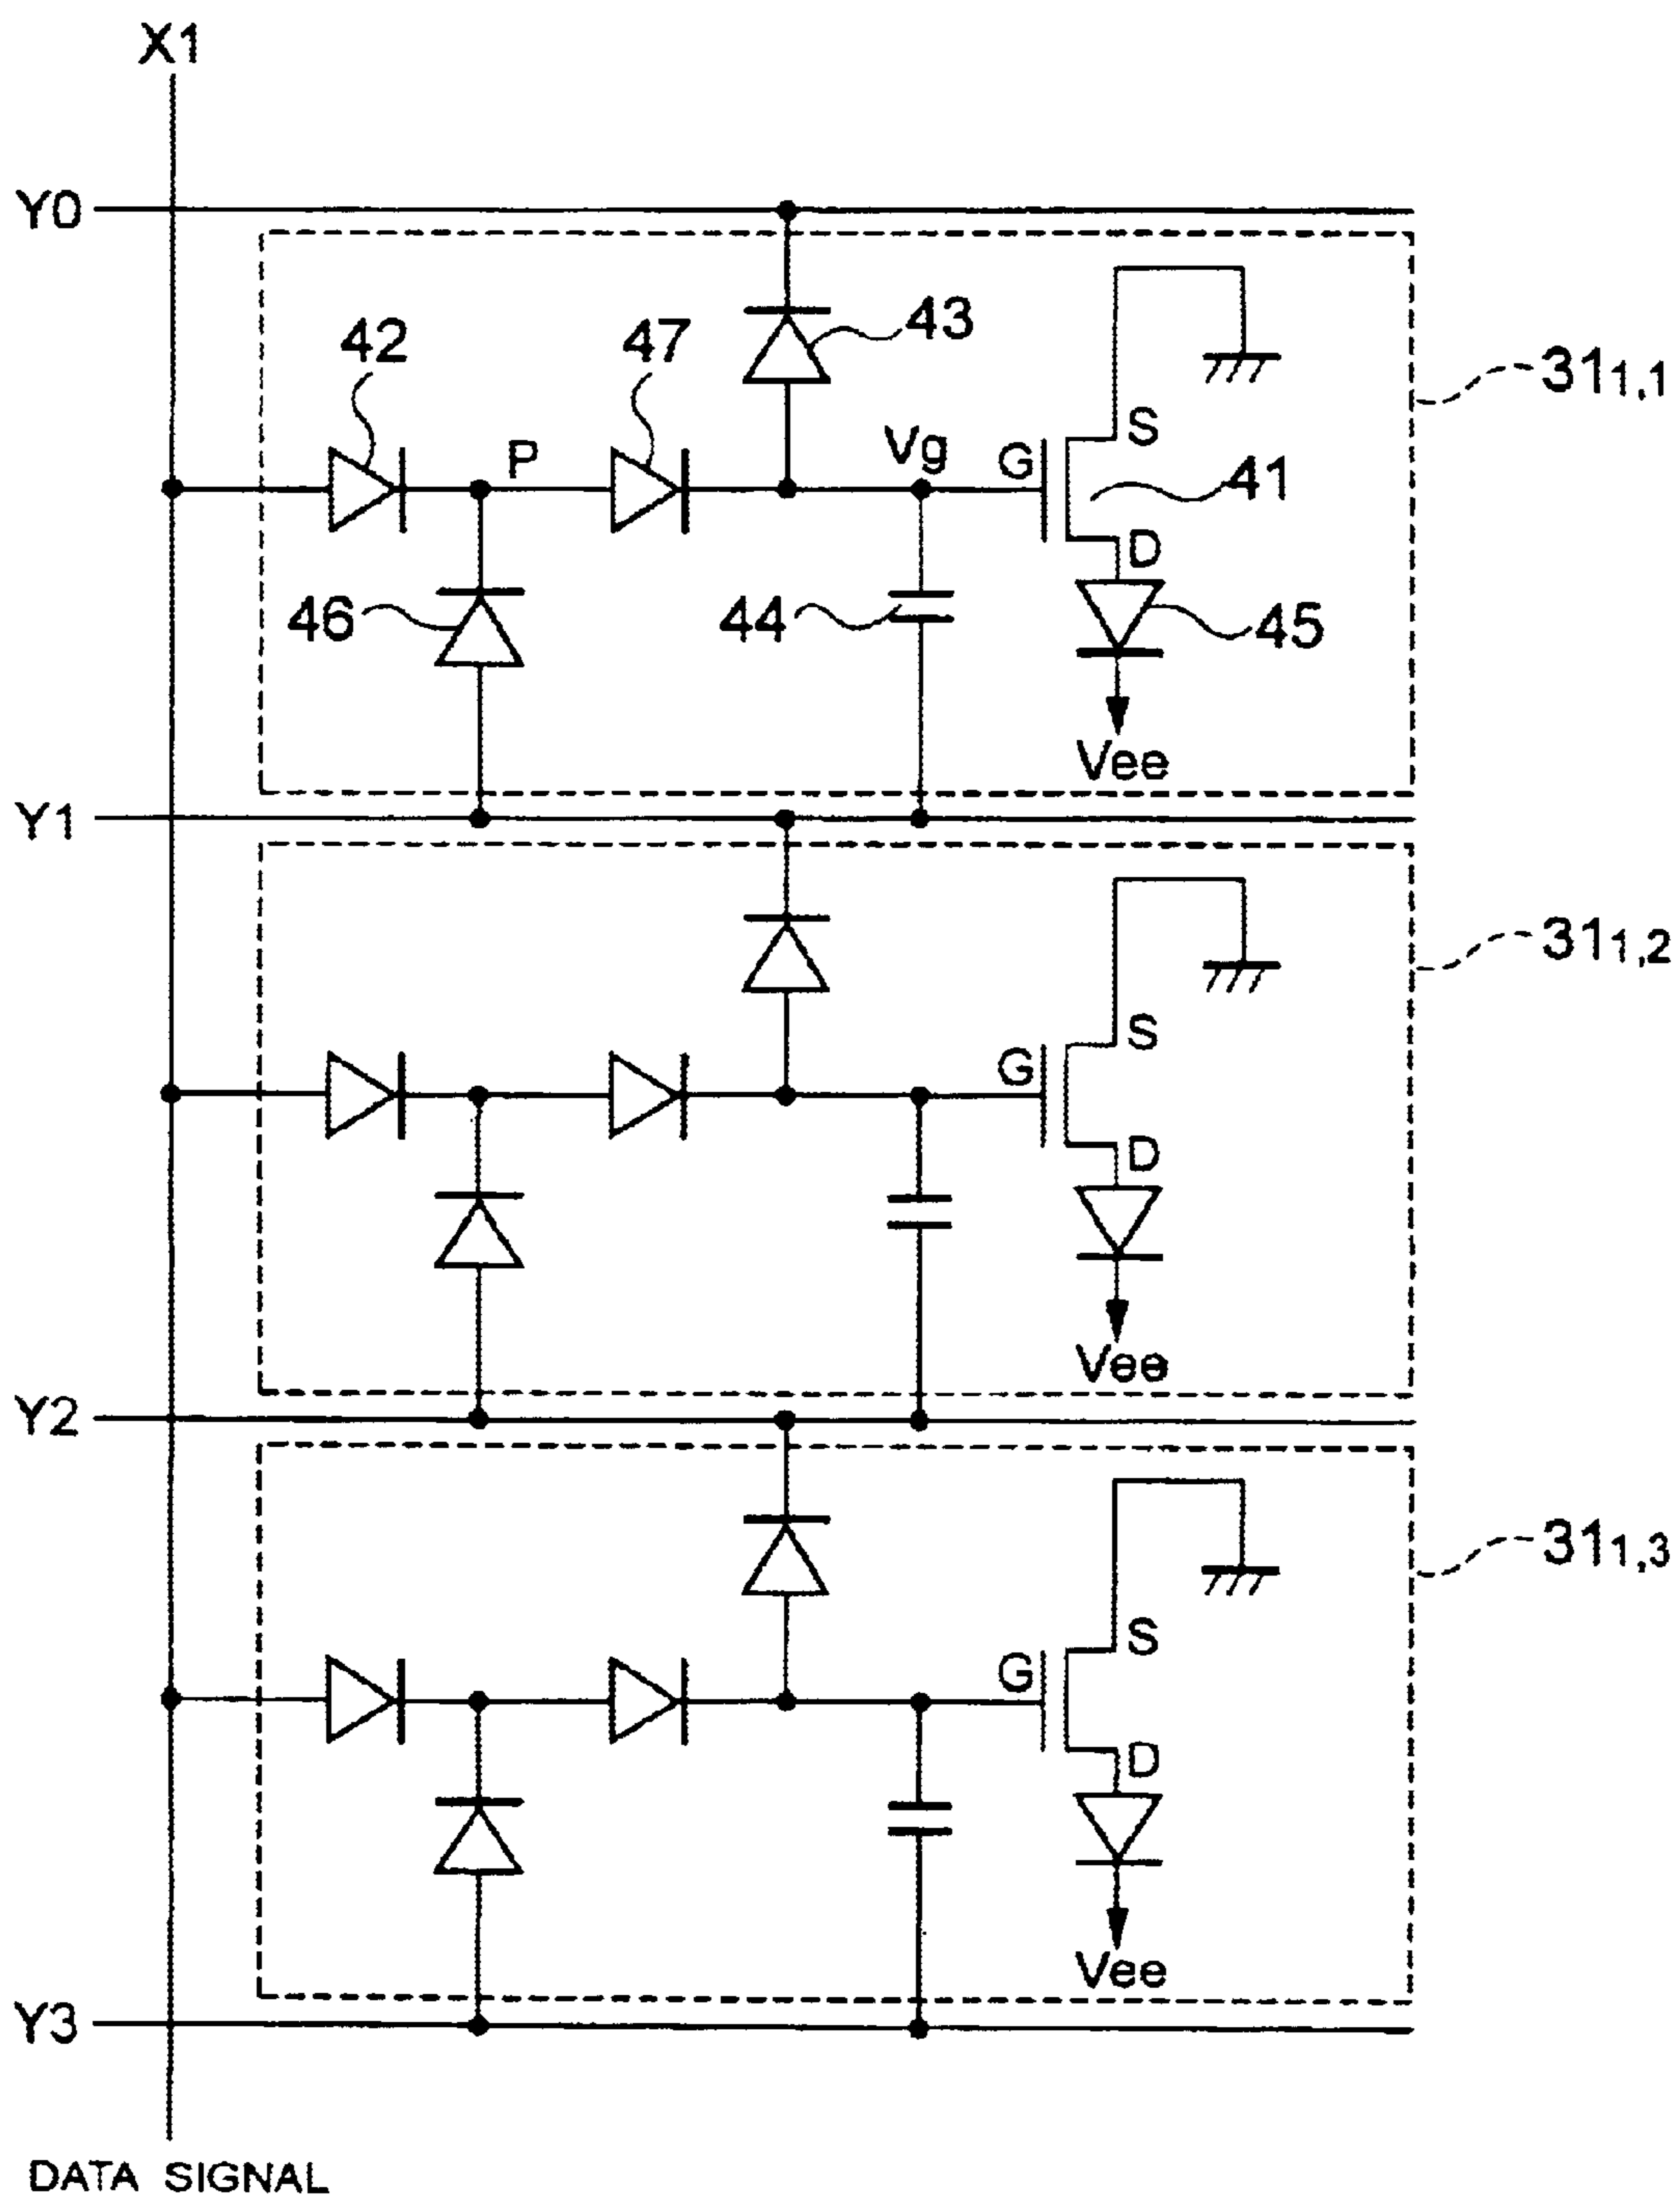 X1
Y0
43
42
47
31₁,₁
P
Vg
G
S
41
D
46
44
45
Vee
Y1
31₁,₂
S
G
D
Vee
Y2
31₁,₃
S
G
D
Vee
Y3
DATA SIGNAL